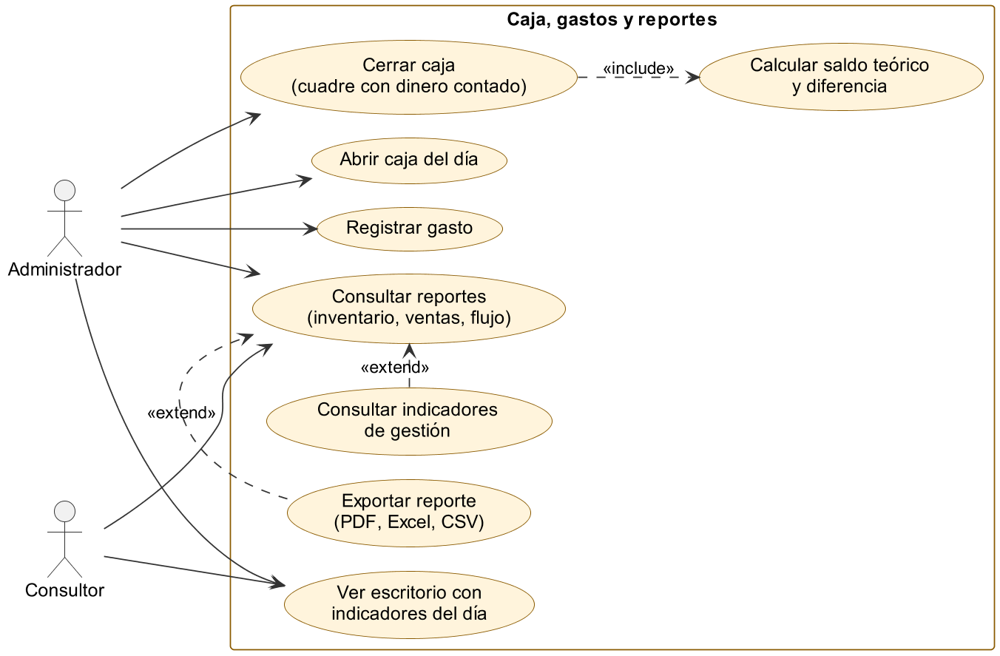 Caja, gastos y reportes
Cerrar caja
(cuadre con dinero contado)
«include»
Calcular saldo teórico
y diferencia
Abrir caja del día
Registrar gasto
Administrador
Consultar reportes
(inventario, ventas, flujo)
«extend»
Consultar indicadores
de gestión
«extend»
Exportar reporte
(PDF, Excel, CSV)
Consultor
Ver escritorio con
indicadores del día